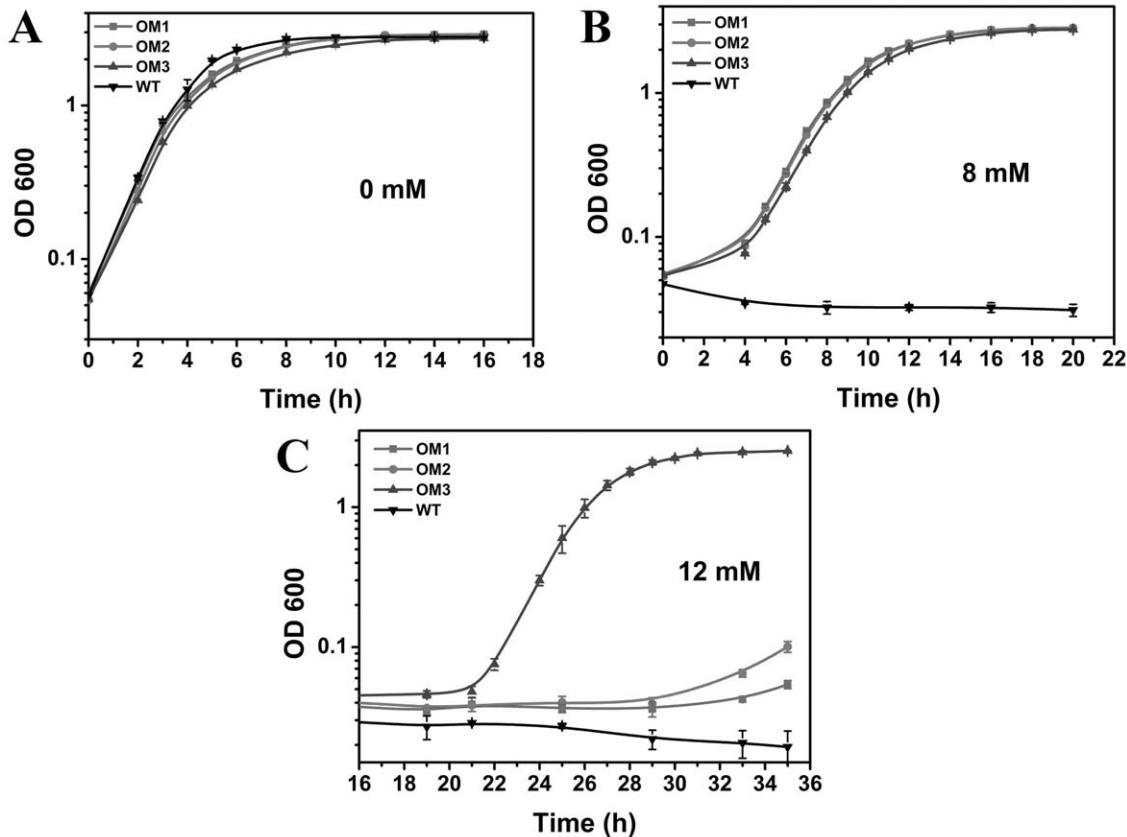 A
OM1
OM2
OM3
WT
1
0.1
OD 600
0 mM
0 2 4 6 8 10 12 14 16 18
Time (h)
B
OM1
OM2
OM3
WT
1
0.1
OD 600
8 mM
0 2 4 6 8 10 12 14 16 18 20 22
Time (h)
C
OM1
OM2
OM3
WT
1
0.1
OD 600
12 mM
16 18 20 22 24 26 28 30 32 34 36
Time (h)